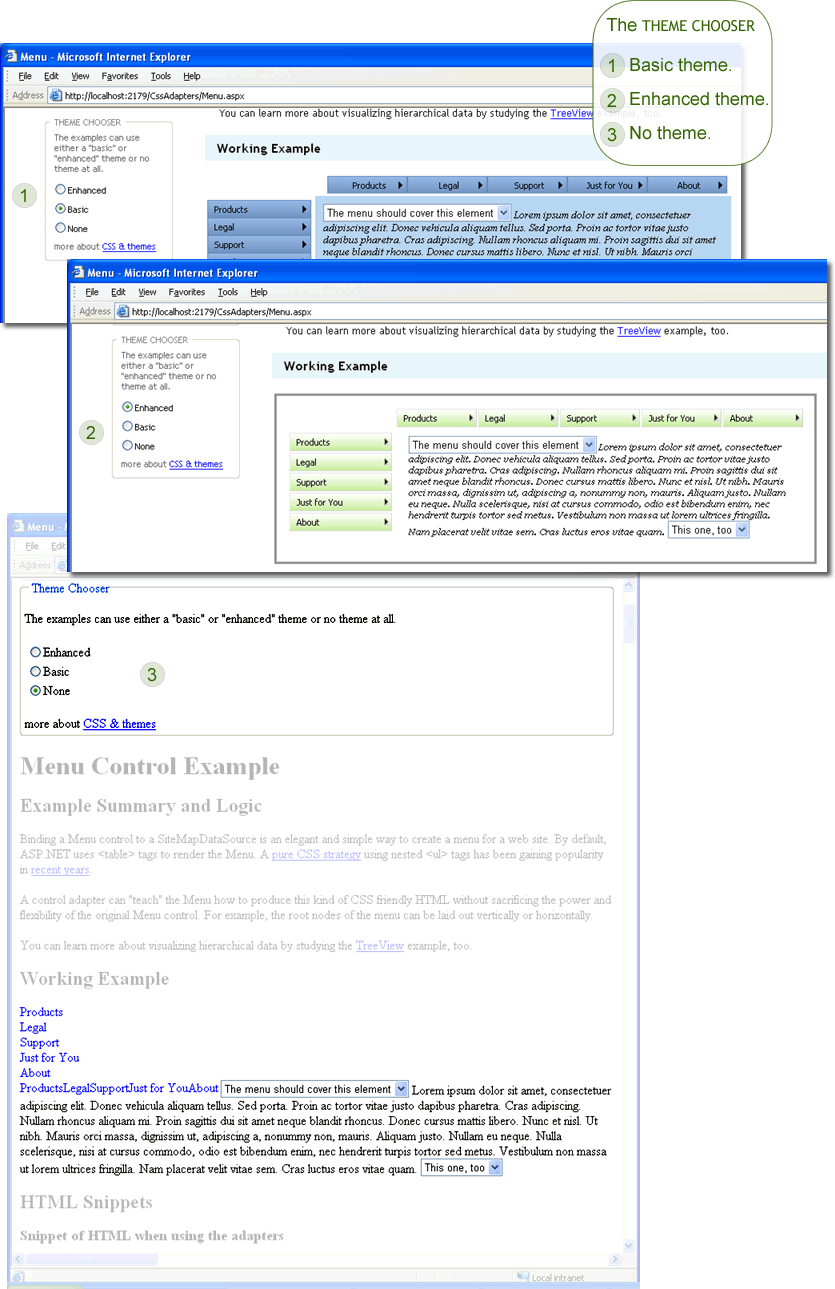 The THEME CHOOSER
1 Basic theme.
2 Enhanced theme.
3 No theme.
Menu - Microsoft Internet Explorer
File Edit View Favorites Tools Help
Address http://localhost:2179/CssAdapters/Menu.aspx
You can learn more about visualizing hierarchical data by studying the TreeView example, too.
THEME CHOOSER
The examples can use
either a "basic" or
"enhanced" theme or no
theme at all.
Enhanced
Basic
None
more about CSS & themes
1
Working Example
Products Legal Support Just for You About
Products
Legal
Support
The menu should cover this element Lorem ipsum dolor sit amet, consectetuer
adipiscing elit. Donec vehicula aliquam tellus. Sed porta. Proin ac tortor vitae justo
dapibus pharetra. Cras adipiscing. Nullam rhoncus aliquam mi. Proin sagittis dui sit amet
neque blandit rhoncus. Donec cursus mattis libero. Nunc et nisl. Ut nibh. Mauris orci
Menu - Microsoft Internet Explorer
File Edit View Favorites Tools Help
Address http://localhost:2179/CssAdapters/Menu.aspx
You can learn more about visualizing hierarchical data by studying the TreeView example, too.
THEME CHOOSER
The examples can use
either a "basic" or
"enhanced" theme or no
theme at all.
Enhanced
Basic
None
more about CSS & themes
2
Working Example
Products Legal Support Just for You About
Products
Legal
Support
Just for You
About
The menu should cover this element Lorem ipsum dolor sit amet, consectetuer
adipiscing elit. Donec vehicula aliquam tellus. Sed porta. Proin ac tortor vitae justo
dapibus pharetra. Cras adipiscing. Nullam rhoncus aliquam mi. Proin sagittis dui sit
amet neque blandit rhoncus. Donec cursus mattis libero. Nunc et nisl. Ut nibh. Mauris
orci massa, dignissim ut, adipiscing a, nonummy non, mauris. Aliquam justo. Nullam
eu neque. Nulla scelerisque, nisi at cursus commodo, odio est bibendum enim, nec
hendrerit turpis tortor sed metus. Vestibulum non massa ut lorem ultrices fringilla.
Nam placerat velit vitae sem. Cras luctus eros vitae quam. This one, too
Menu - M
File Edit
Address
Theme Chooser
The examples can use either a "basic" or "enhanced" theme or no theme at all.
Enhanced
Basic
None
3
more about CSS & themes
Menu Control Example
Example Summary and Logic
Binding a Menu control to a SiteMapDataSource is an elegant and simple way to create a menu for a web site. By default,
ASP.NET uses <table> tags to render the Menu. A pure CSS strategy using nested <ul> tags has been gaining popularity
in recent years.
A control adapter can "teach" the Menu how to produce this kind of CSS friendly HTML without sacrificing the power and
flexibility of the original Menu control. For example, the root nodes of the menu can be laid out vertically or horizontally.
You can learn more about visualizing hierarchical data by studying the TreeView example, too.
Working Example
Products
Legal
Support
Just for You
About
ProductsLegalSupportJust for YouAbout The menu should cover this element Lorem ipsum dolor sit amet, consectetuer
adipiscing elit. Donec vehicula aliquam tellus. Sed porta. Proin ac tortor vitae justo dapibus pharetra. Cras adipiscing.
Nullam rhoncus aliquam mi. Proin sagittis dui sit amet neque blandit rhoncus. Donec cursus mattis libero. Nunc et nisl. Ut
nibh. Mauris orci massa, dignissim ut, adipiscing a, nonummy non, mauris. Aliquam justo. Nullam eu neque. Nulla
scelerisque, nisi at cursus commodo, odio est bibendum enim, nec hendrerit turpis tortor sed metus. Vestibulum non massa
ut lorem ultrices fringilla. Nam placerat velit vitae sem. Cras luctus eros vitae quam. This one, too
HTML Snippets
Snippet of HTML when using the adapters
Local intranet